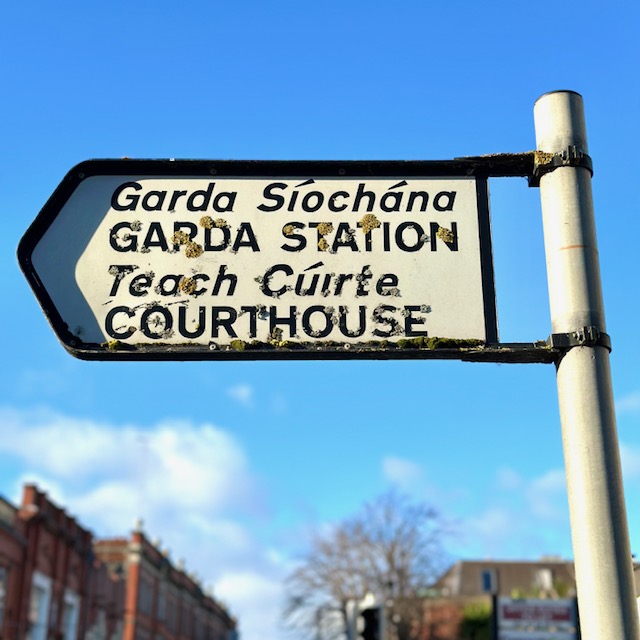 Garda Síochána
GARDA STATION
Teach Cúirte
COURTHOUSE